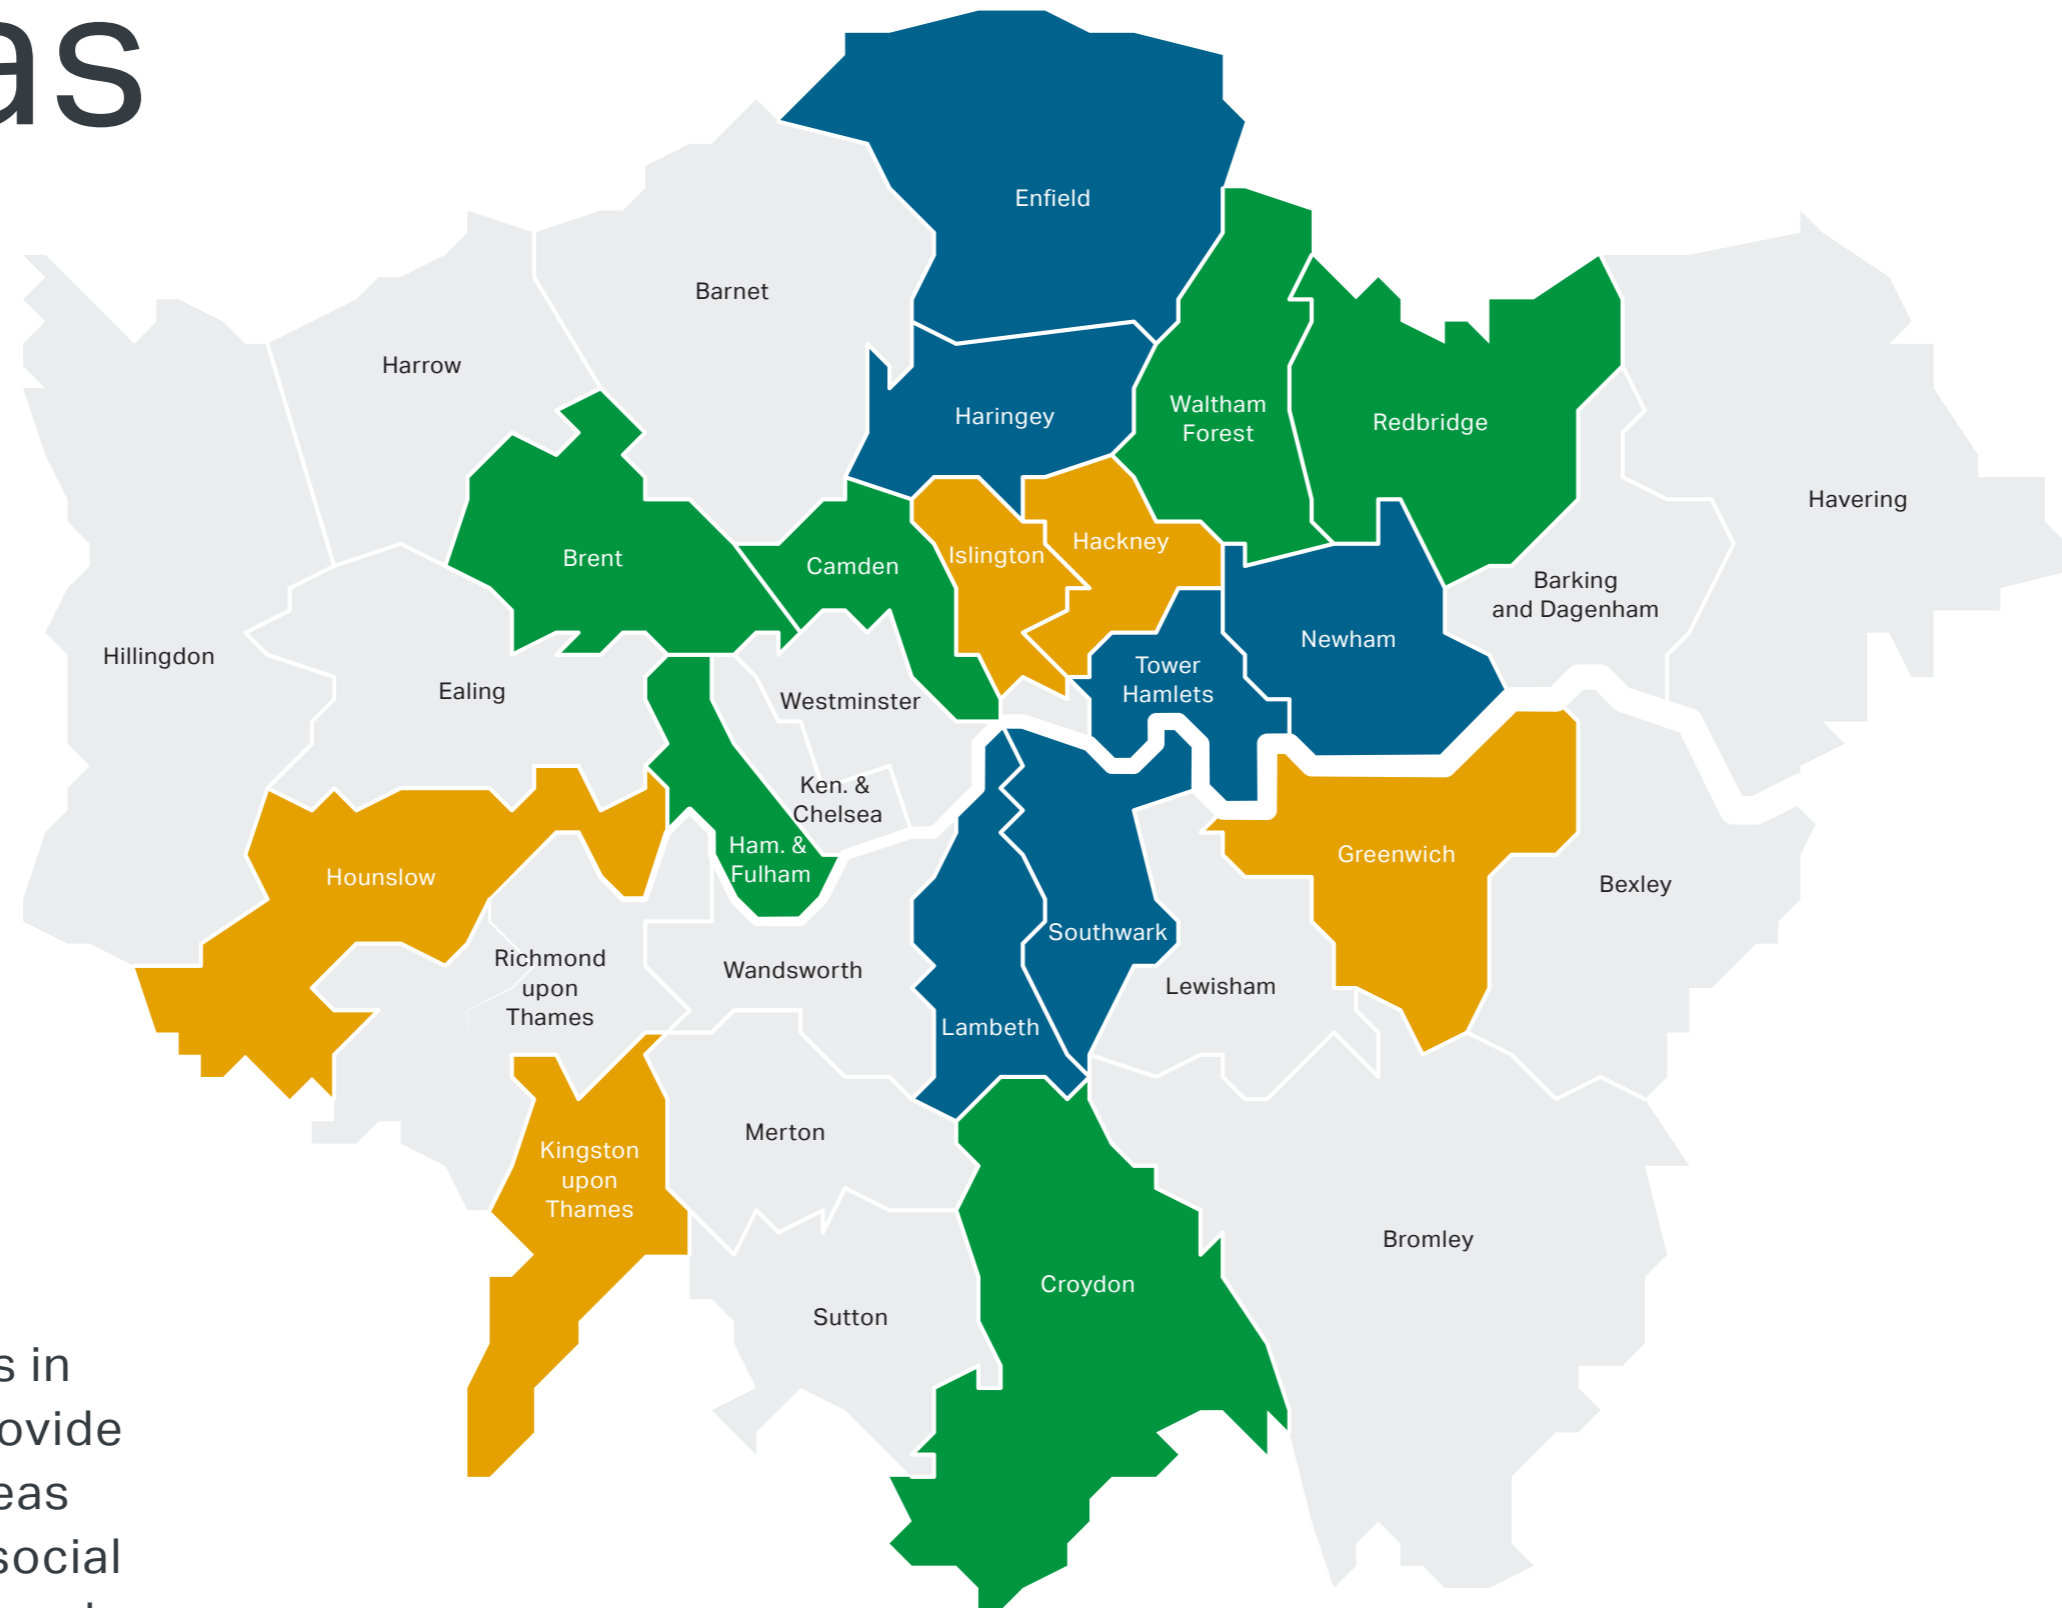 as
Enfield
Barnet
Harrow
Haringey
Waltham
Forest
Redbridge
Havering
Brent
Camden
Islington
Hackney
Barking
and Dagenham
Hillingdon
Ealing
Westminster
Tower
Hamlets
Newham
Ken. &
Chelsea
Ham. &
Fulham
Hounslow
Greenwich
Bexley
Richmond
upon
Thames
Wandsworth
Southwark
Lambeth
Lewisham
Kingston
upon
Thames
Merton
Bromley
Croydon
Sutton
s in
ovide
eas
social